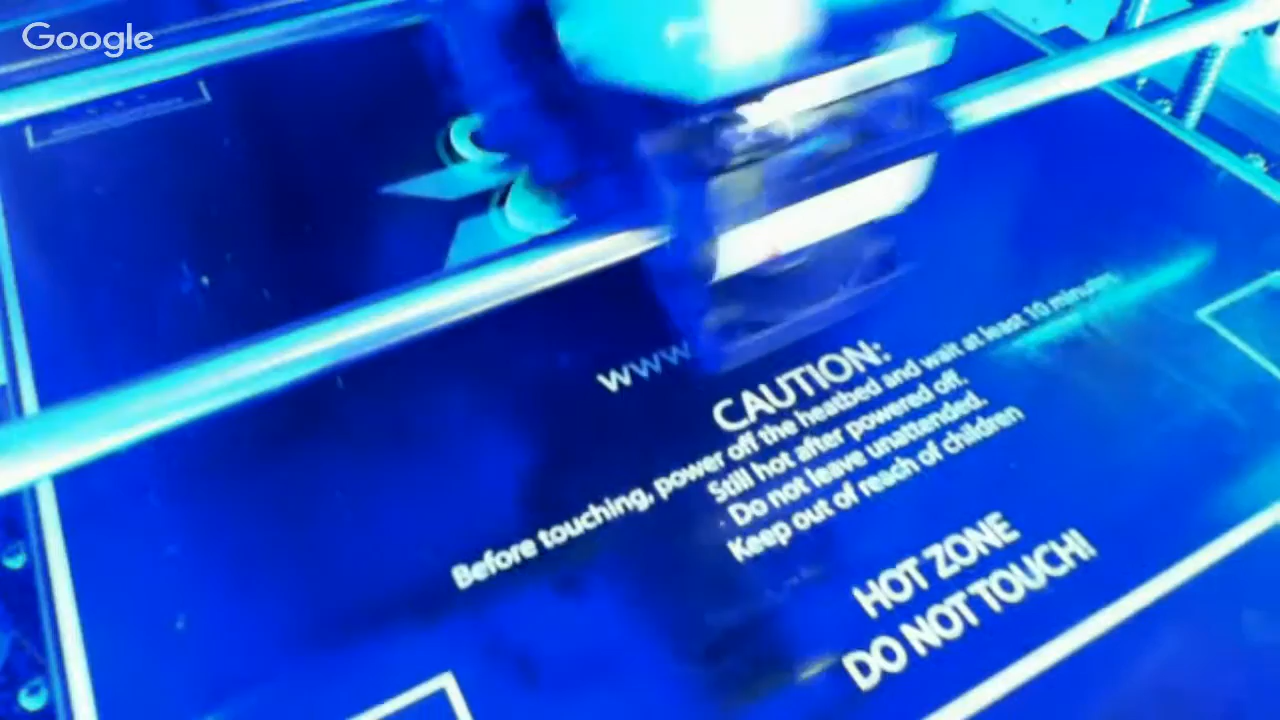 Google
www
CAUTION:
Before touching, power off the heatbed and wait at least 10 minutes
Still hot after powered off.
Do not leave unattended.
Keep out of reach of children
HOT ZONE
DO NOT TOUCH!